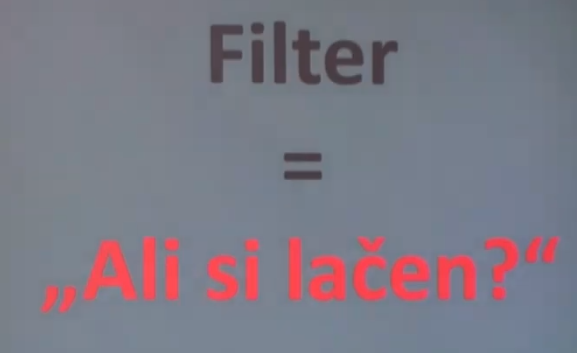 Filter
=
„Ali si lačen?“